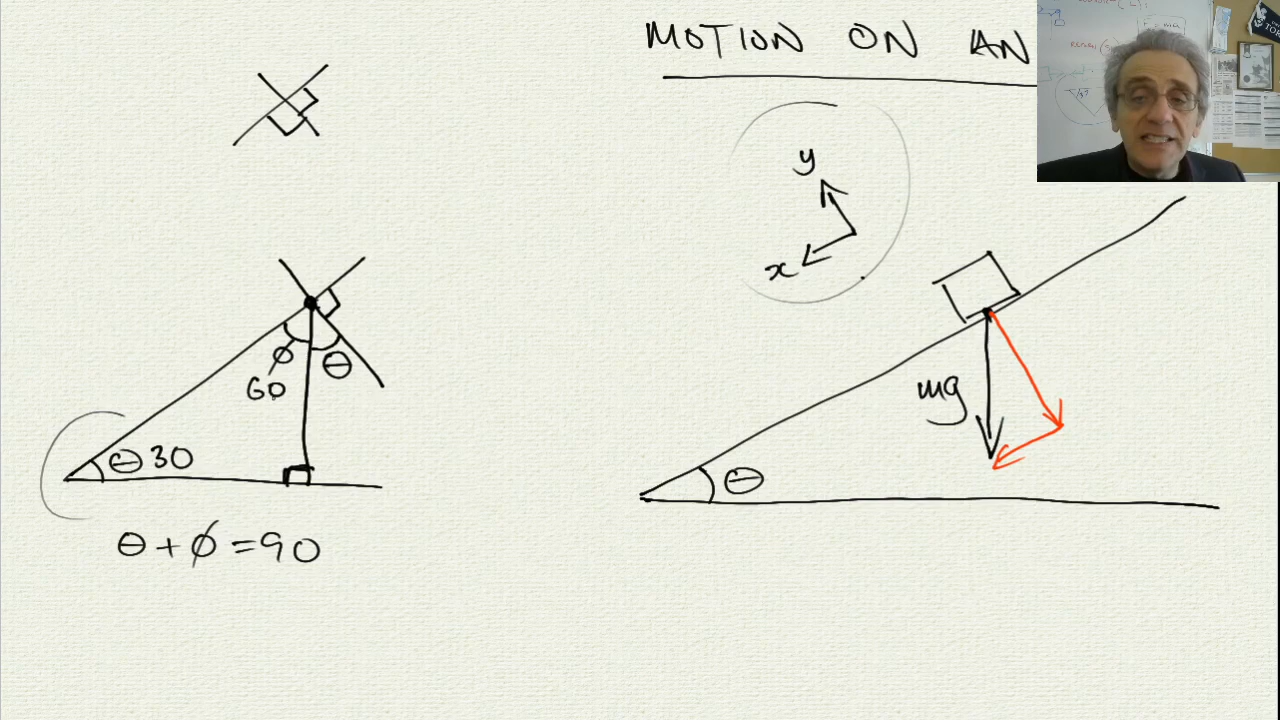 MOTION ON AN
y
x
ϕ
60
θ
mg
θ 30
θ
θ + ϕ = 90